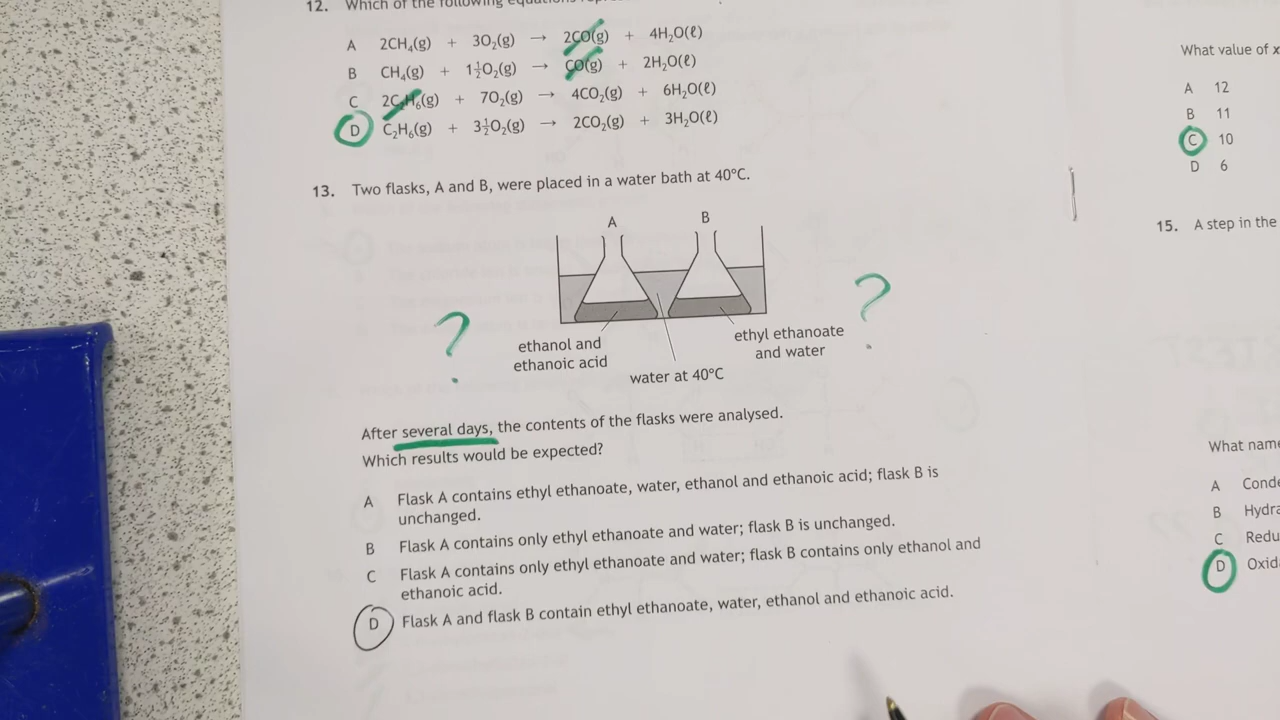 12. Which of the following equations
A 2CH₄(g) + 3O₂(g) → 2CO(g) + 4H₂O(ℓ)
B CH₄(g) + 1½O₂(g) → CO(g) + 2H₂O(ℓ)
C 2C₂H₆(g) + 7O₂(g) → 4CO₂(g) + 6H₂O(ℓ)
D C₂H₆(g) + 3½O₂(g) → 2CO₂(g) + 3H₂O(ℓ)
13. Two flasks, A and B, were placed in a water bath at 40°C.
A B
? ?
ethanol and
ethanoic acid
water at 40°C
ethyl ethanoate
and water
After several days, the contents of the flasks were analysed.
Which results would be expected?
A Flask A contains ethyl ethanoate, water, ethanol and ethanoic acid; flask B is
unchanged.
B Flask A contains only ethyl ethanoate and water; flask B is unchanged.
C Flask A contains only ethyl ethanoate and water; flask B contains only ethanol and
ethanoic acid.
D Flask A and flask B contain ethyl ethanoate, water, ethanol and ethanoic acid.
What value of x
A 12
B 11
C 10
D 6
15. A step in the
What
A
B
C
D